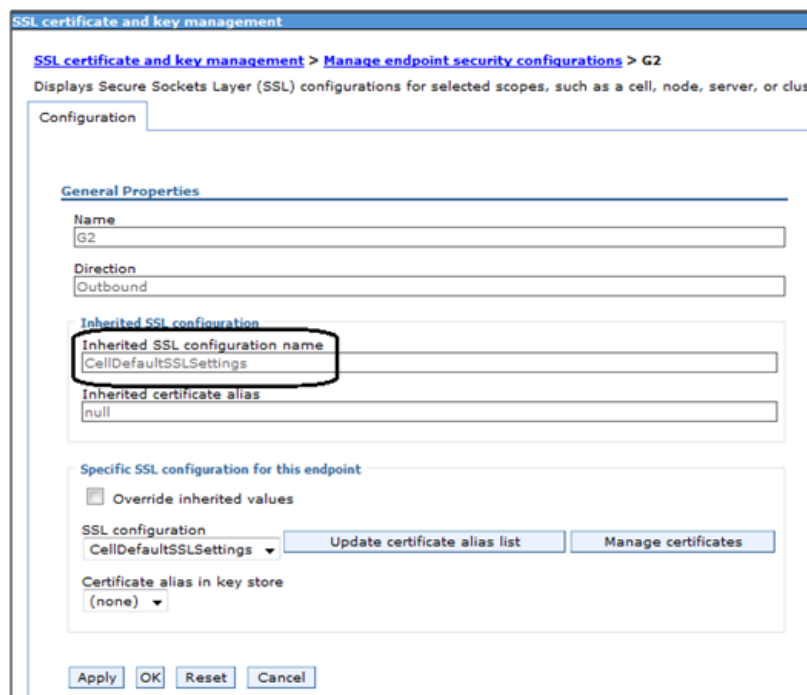 SSL certificate and key management
SSL certificate and key management > Manage endpoint security configurations > G2
Displays Secure Sockets Layer (SSL) configurations for selected scopes, such as a cell, node, server, or clus
Configuration
General Properties
Name
G2
Direction
Outbound
Inherited SSL configuration
Inherited SSL configuration name
CellDefaultSSLSettings
Inherited certificate alias
null
Specific SSL configuration for this endpoint
Override inherited values
SSL configuration
CellDefaultSSLSettings Update certificate alias list Manage certificates
Certificate alias in key store
(none)
Apply OK Reset Cancel